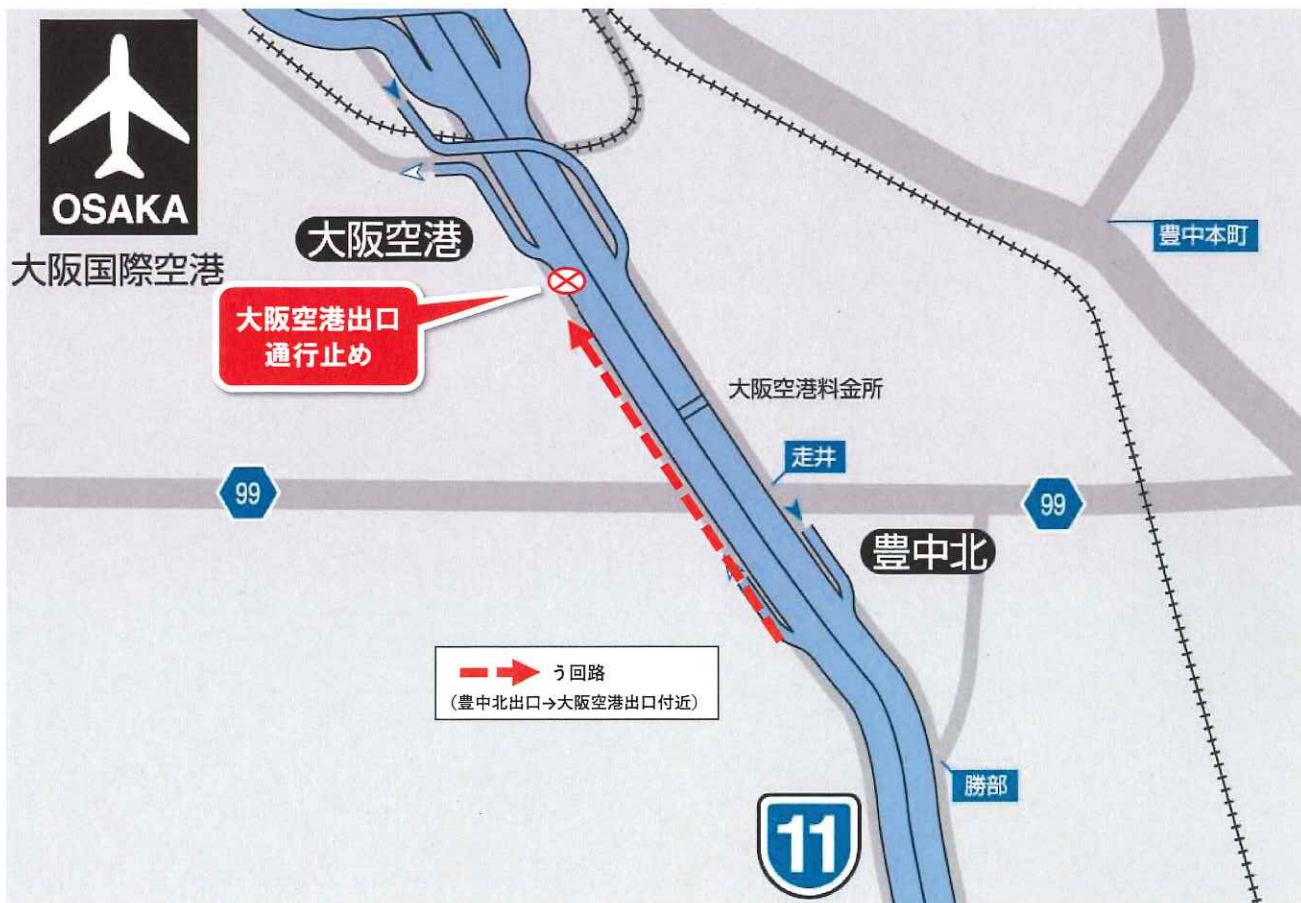 OSAKA
大阪国際空港
大阪空港
大阪空港出口
通行止め
豊中本町
大阪空港料金所
走井
99
99
豊中北
う回路
(豊中北出口→大阪空港出口付近)
勝部
11